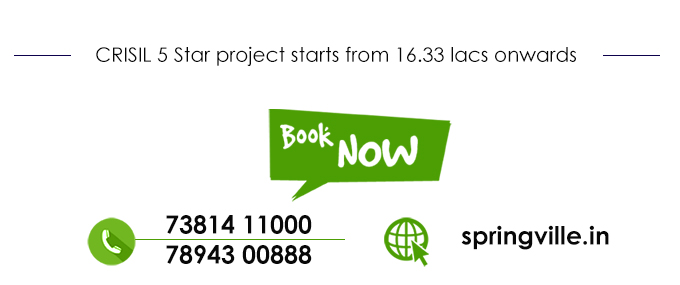 CRISIL 5 Star project starts from 16.33 lacs onwards
Book NOW
73814 11000
78943 00888
springville.in